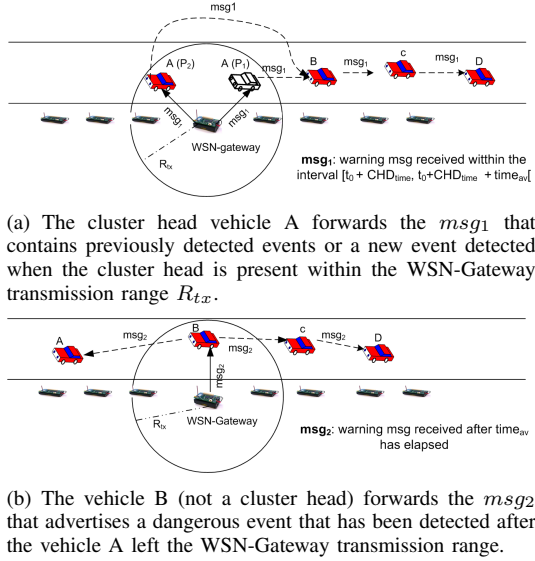 msg1
A (P₂)
A (P₁)
msg₁
B
msg₁
c
msg₁
D
msg₁
msg₁
WSN-gateway
Rtx
msg₁: warning msg received witthin the
interval [t₀ + CHDtime, t₀+CHDtime + timeav[
(a) The cluster head vehicle A forwards the msg₁ that
contains previously detected events or a new event detected
when the cluster head is present within the WSN-Gateway
transmission range Rtx.
A
msg₂
B
msg₂
c
msg₂
D
msg₂
Rtx
WSN-Gateway
msg₂: warning msg received after timeav
has elapsed
(b) The vehicle B (not a cluster head) forwards the msg₂
that advertises a dangerous event that has been detected after
the vehicle A left the WSN-Gateway transmission range.